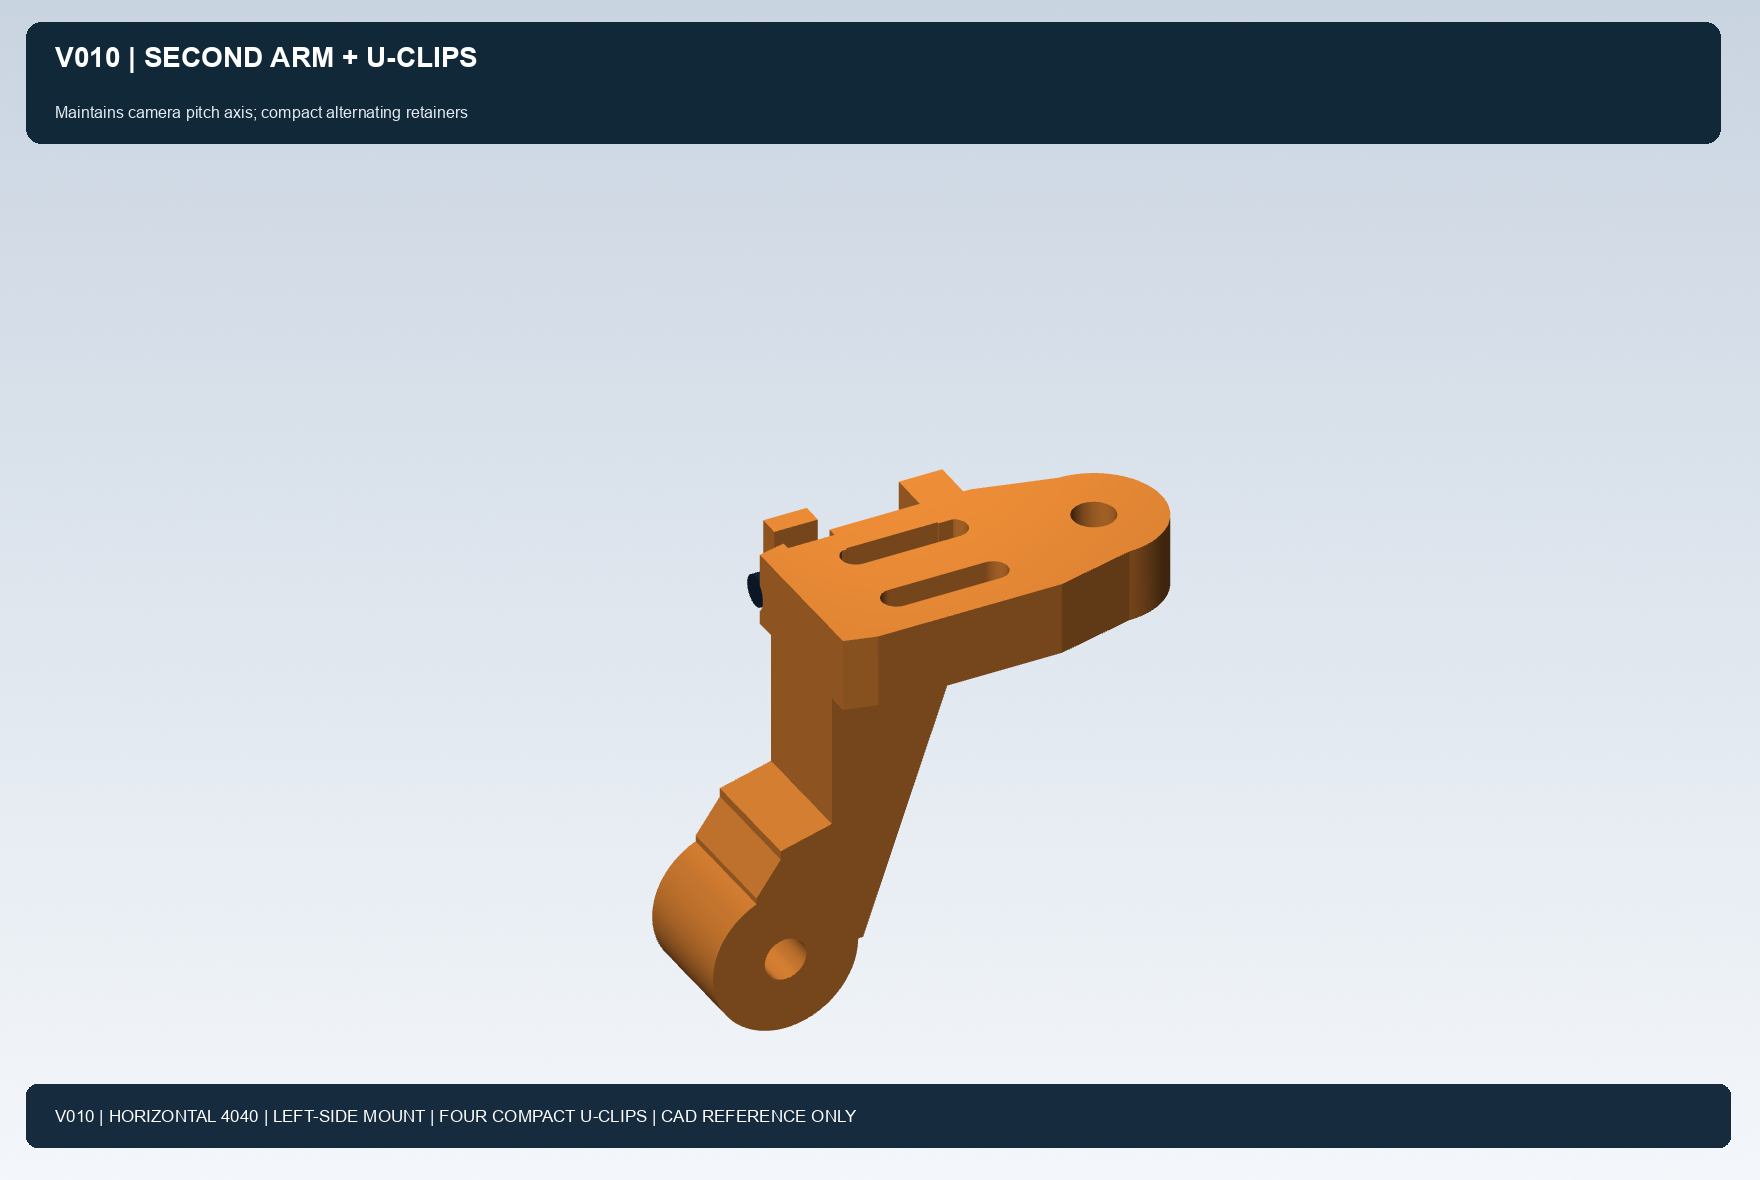 V010 | SECOND ARM + U-CLIPS
Maintains camera pitch axis; compact alternating retainers
V010 | HORIZONTAL 4040 | LEFT-SIDE MOUNT | FOUR COMPACT U-CLIPS | CAD REFERENCE ONLY